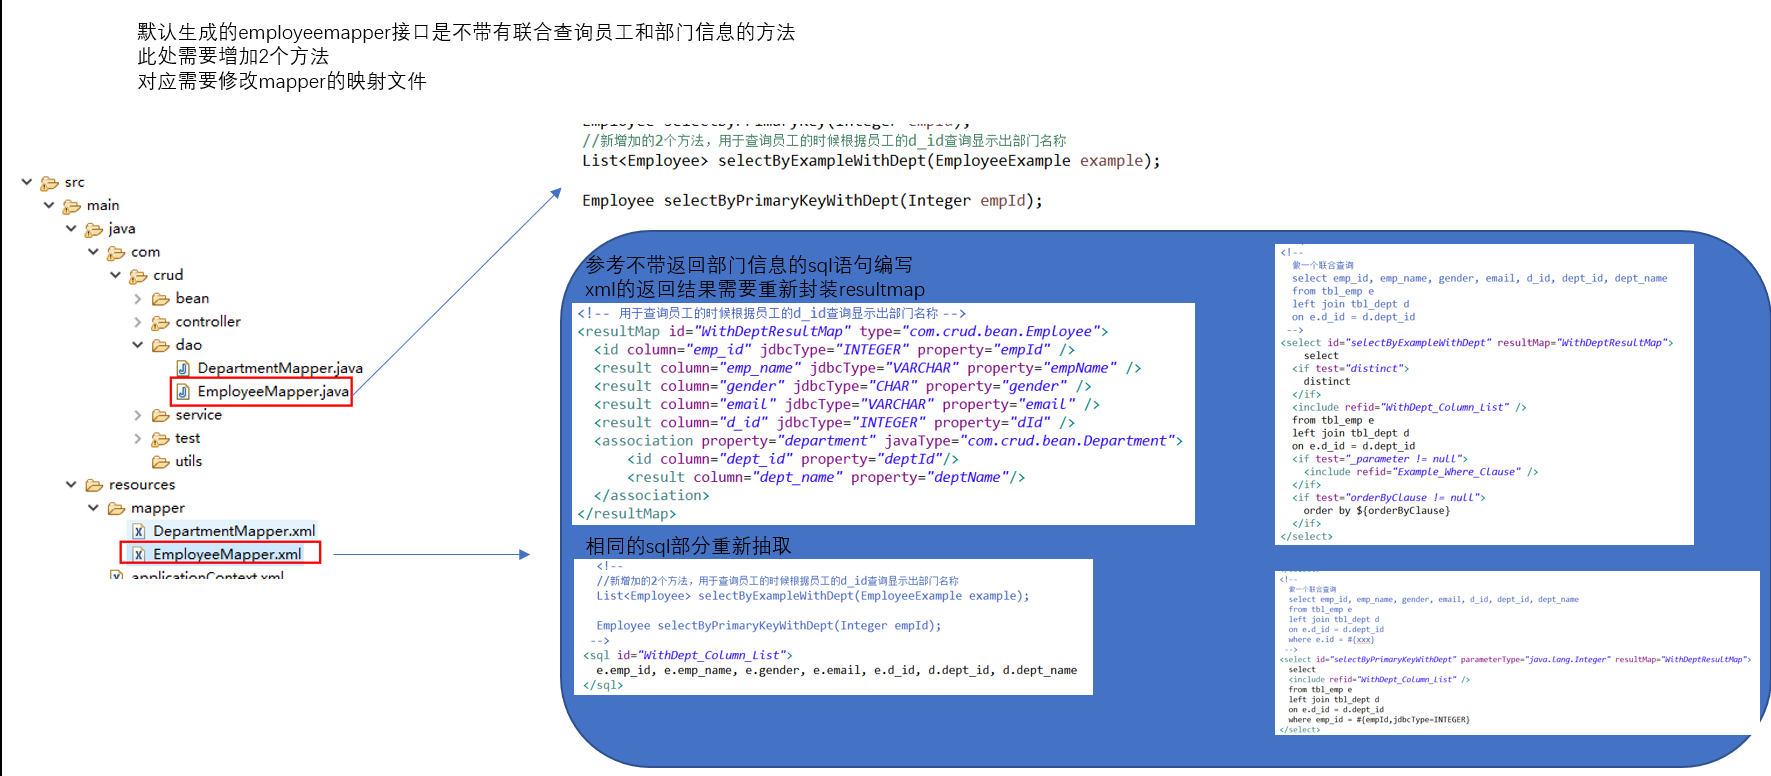 默认生成的employeemapper接口是不带有联合查询员工和部门信息的方法
此处需要增加2个方法
对应需要修改mapper的映射文件
src
main
java
com
crud
bean
controller
dao
DepartmentMapper.java
EmployeeMapper.java
service
test
utils
resources
mapper
DepartmentMapper.xml
EmployeeMapper.xml
applicationContext.xml
Employee selectByPrimaryKey(Integer empId);
//新增加的2个方法，用于查询员工的时候根据员工的d_id查询显示出部门名称
List<Employee> selectByExampleWithDept(EmployeeExample example);
Employee selectByPrimaryKeyWithDept(Integer empId);
参考不带返回部门信息的sql语句编写
xml的返回结果需要重新封装resultmap
<!-- 用于查询员工的时候根据员工的d_id查询显示出部门名称 -->
<resultMap id="WithDeptResultMap" type="com.crud.bean.Employee">
<id column="emp_id" jdbcType="INTEGER" property="empId" />
<result column="emp_name" jdbcType="VARCHAR" property="empName" />
<result column="gender" jdbcType="CHAR" property="gender" />
<result column="email" jdbcType="VARCHAR" property="email" />
<result column="d_id" jdbcType="INTEGER" property="dId" />
<association property="department" javaType="com.crud.bean.Department">
<id column="dept_id" property="deptId"/>
<result column="dept_name" property="deptName"/>
</association>
</resultMap>
相同的sql部分重新抽取
<!--
//新增加的2个方法，用于查询员工的时候根据员工的d_id查询显示出部门名称
List<Employee> selectByExampleWithDept(EmployeeExample example);
Employee selectByPrimaryKeyWithDept(Integer empId);
-->
<sql id="WithDept_Column_List">
e.emp_id, e.emp_name, e.gender, e.email, e.d_id, d.dept_id, d.dept_name
</sql>
<!--
做一个联合查询
select emp_id, emp_name, gender, email, d_id, dept_id, dept_name
from tbl_emp e
left join tbl_dept d
on e.d_id = d.dept_id
-->
<select id="selectByExampleWithDept" resultMap="WithDeptResultMap">
select
<if test="distinct">
distinct
</if>
<include refid="WithDept_Column_List" />
from tbl_emp e
left join tbl_dept d
on e.d_id = d.dept_id
<if test="_parameter != null">
<include refid="Example_Where_Clause" />
</if>
<if test="orderByClause != null">
order by ${orderByClause}
</if>
</select>
<!--
做一个联合查询
select emp_id, emp_name, gender, email, d_id, dept_id, dept_name
from tbl_emp e
left join tbl_dept d
on e.d_id = d.dept_id
where e.id = #{xxx}
-->
<select id="selectByPrimaryKeyWithDept" parameterType="java.lang.Integer" resultMap="WithDeptResultMap">
select
<include refid="WithDept_Column_List" />
from tbl_emp e
left join tbl_dept d
on e.d_id = d.dept_id
where emp_id = #{empId,jdbcType=INTEGER}
</select>